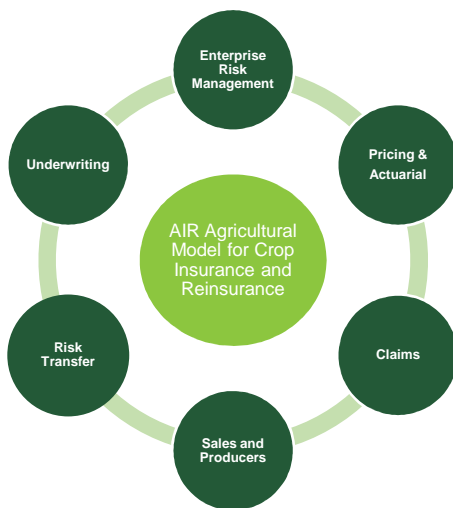 Enterprise
Risk
Management
Pricing &
Actuarial
Claims
Sales and
Producers
Risk
Transfer
Underwriting
AIR Agricultural
Model for Crop
Insurance and
Reinsurance